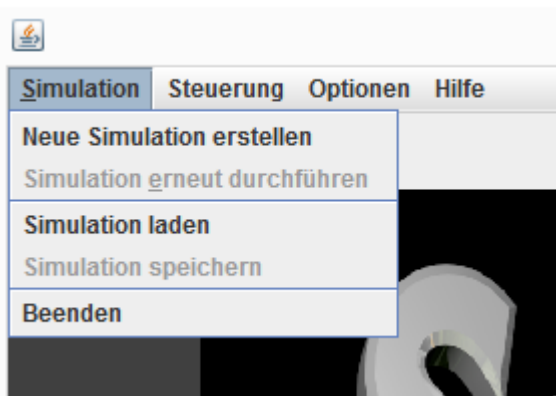 Simulation Steuerung Optionen Hilfe
Neue Simulation erstellen
Simulation erneut durchführen
Simulation laden
Simulation speichern
Beenden